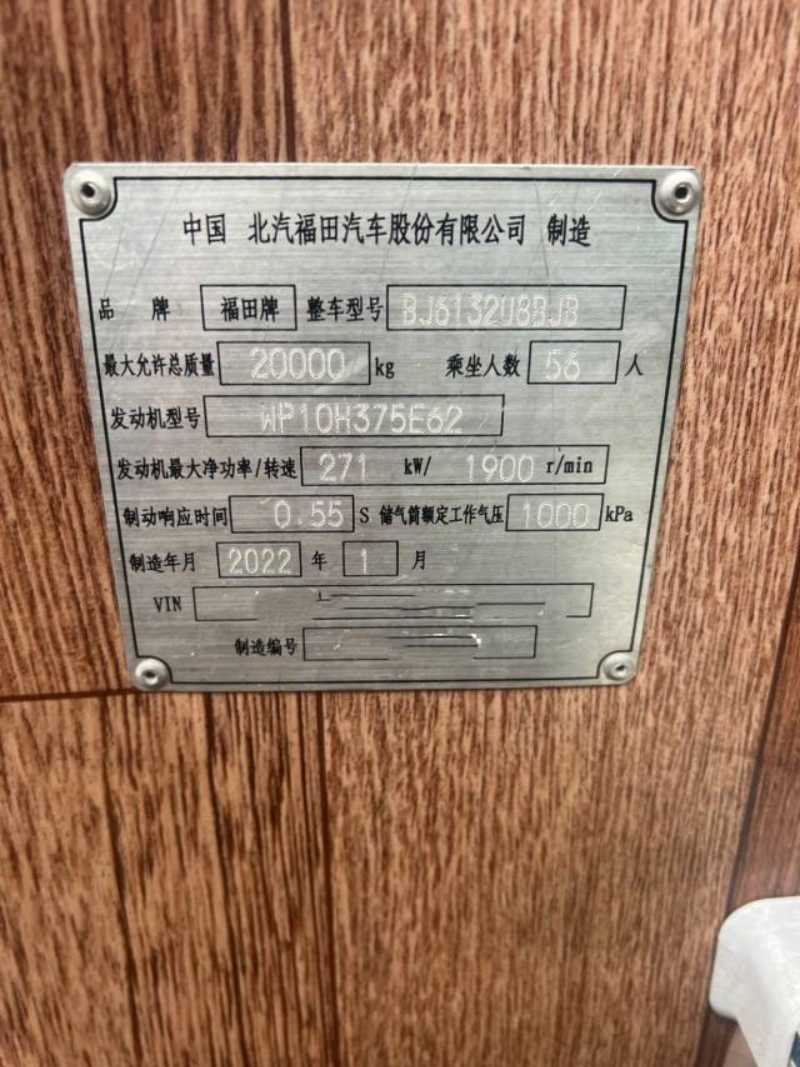 中国 北汽福田汽车股份有限公司 制造
品 牌 福田牌 整车型号 BJ6132U8BJB
最大允许总质量 20000 kg 乘坐人数 56 人
发动机型号 WP10H375E62
发动机最大净功率/转速 271 kW/ 1900 r/min
制动响应时间 0.55 S 储气筒额定工作气压 1000 kPa
制造年月 2022 年 1 月
VIN
制造编号